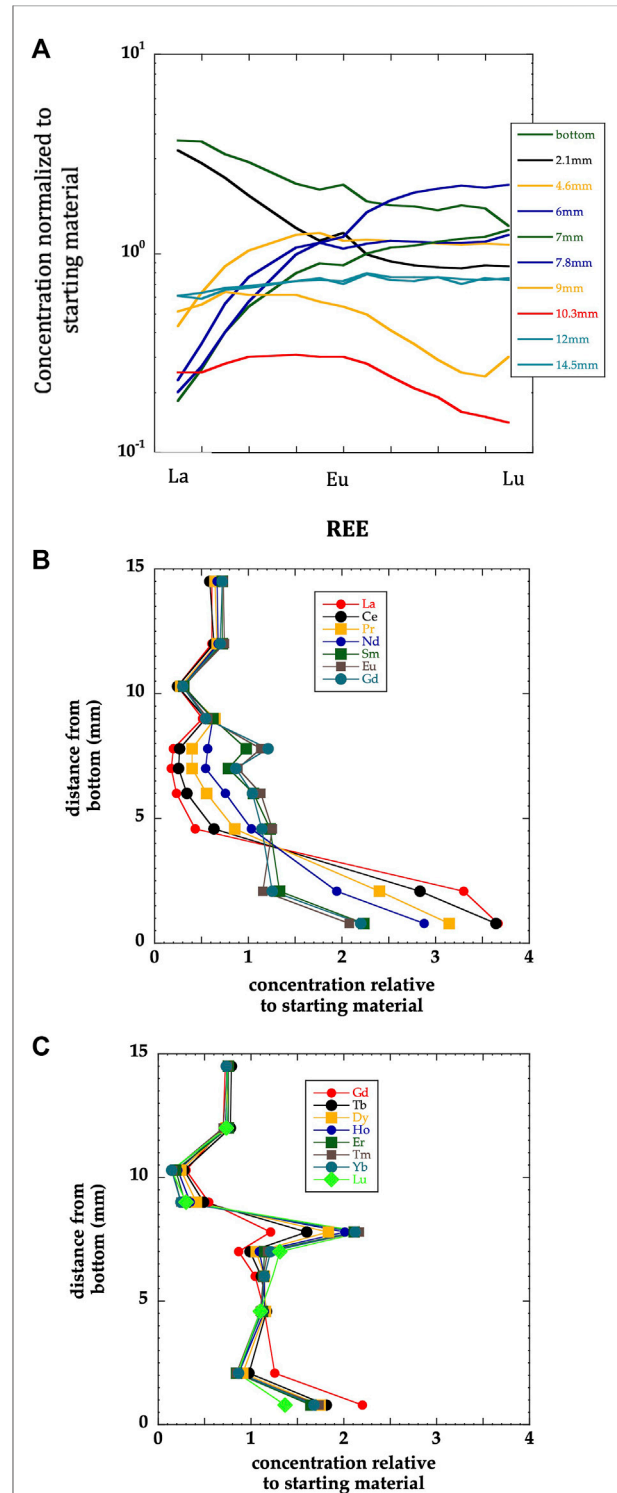 A
Concentration normalized to
starting material
10¹
10⁰
10⁻¹
La
Eu
Lu
REE
bottom
2.1mm
4.6mm
6mm
7mm
7.8mm
9mm
10.3mm
12mm
14.5mm
B
distance from
bottom (mm)
15
10
5
0
0
1
2
3
4
La
Ce
Pr
Nd
Sm
Eu
Gd
concentration relative
to starting material
C
distance from
bottom (mm)
15
10
5
0
0
1
2
3
4
Gd
Tb
Dy
Ho
Er
Tm
Yb
Lu
concentration relative
to starting material